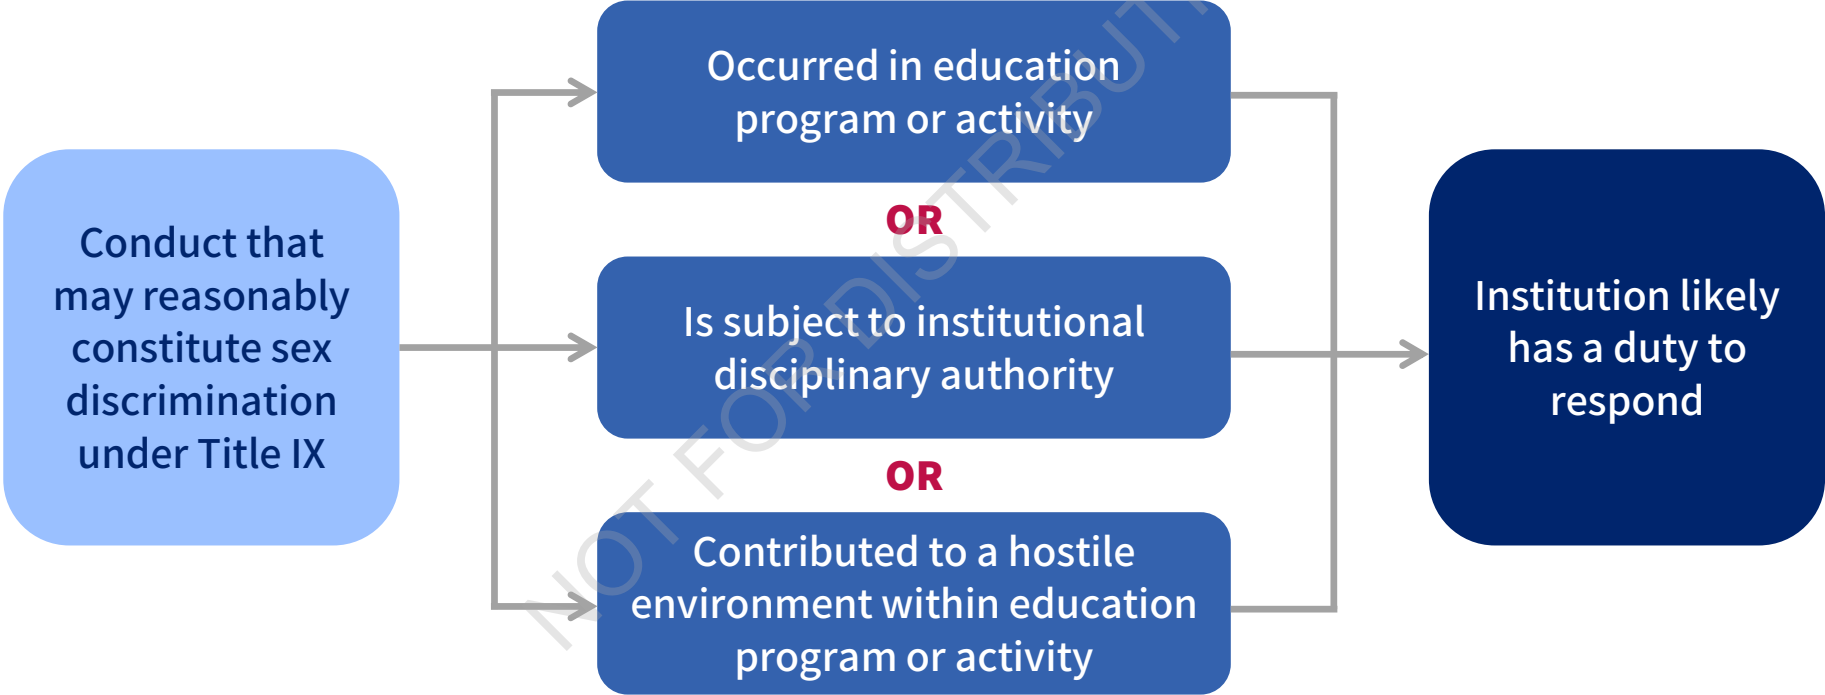 Conduct that
may reasonably
constitute sex
discrimination
under Title IX
Occurred in education
program or activity
OR
Is subject to institutional
disciplinary authority
OR
Contributed to a hostile
environment within education
program or activity
Institution likely
has a duty to
respond
NOT FOR DISTRIBUT